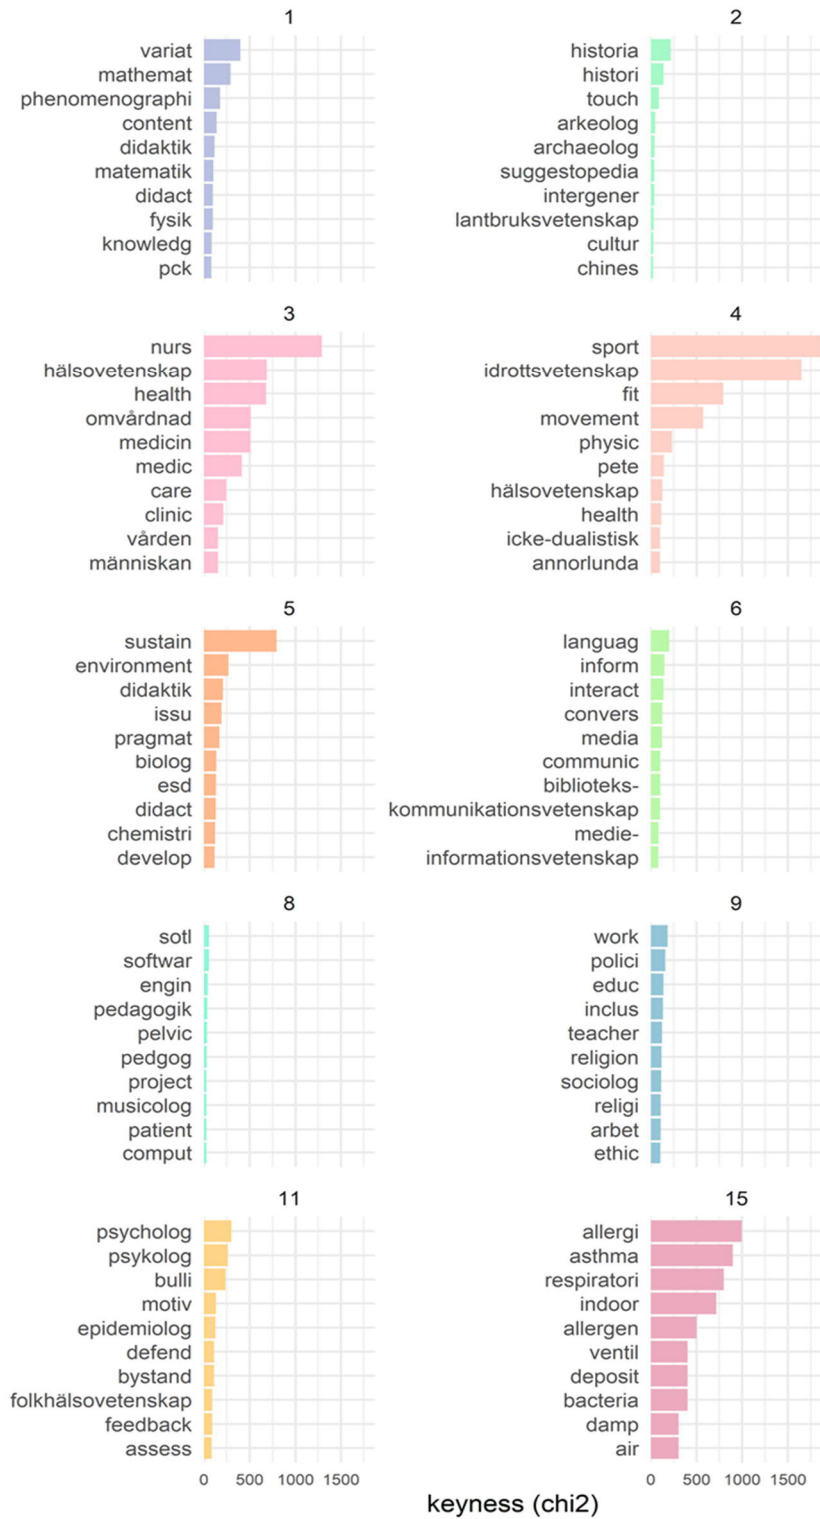 1
variat
mathemat
phenomenographi
content
didaktik
matematik
didact
fysik
knowledg
pck
2
historia
histori
touch
arkeolog
archaeolog
suggestopedia
intergener
lantbruksvetenskap
cultur
chines
3
nurs
hälsovetenskap
health
omvårdnad
medicin
medic
care
clinic
vården
människan
4
sport
idrottsvetenskap
fit
movement
physic
pete
hälsovetenskap
health
icke-dualistisk
annorlunda
5
sustain
environment
didaktik
issu
pragmat
biolog
esd
didact
chemistri
develop
6
languag
inform
interact
convers
media
communic
biblioteks-
kommunikationsvetenskap
medie-
informationsvetenskap
8
sotl
softwar
engin
pedagogik
pelvic
pedgog
project
musicolog
patient
comput
9
work
polici
educ
inclus
teacher
religion
sociolog
religi
arbet
ethic
11
psycholog
psykolog
bulli
motiv
epidemiolog
defend
bystand
folkhälsovetenskap
feedback
assess
0 500 1000 1500
15
allergi
asthma
respiratori
indoor
allergen
ventil
deposit
bacteria
damp
air
0 500 1000 1500
keyness (chi2)